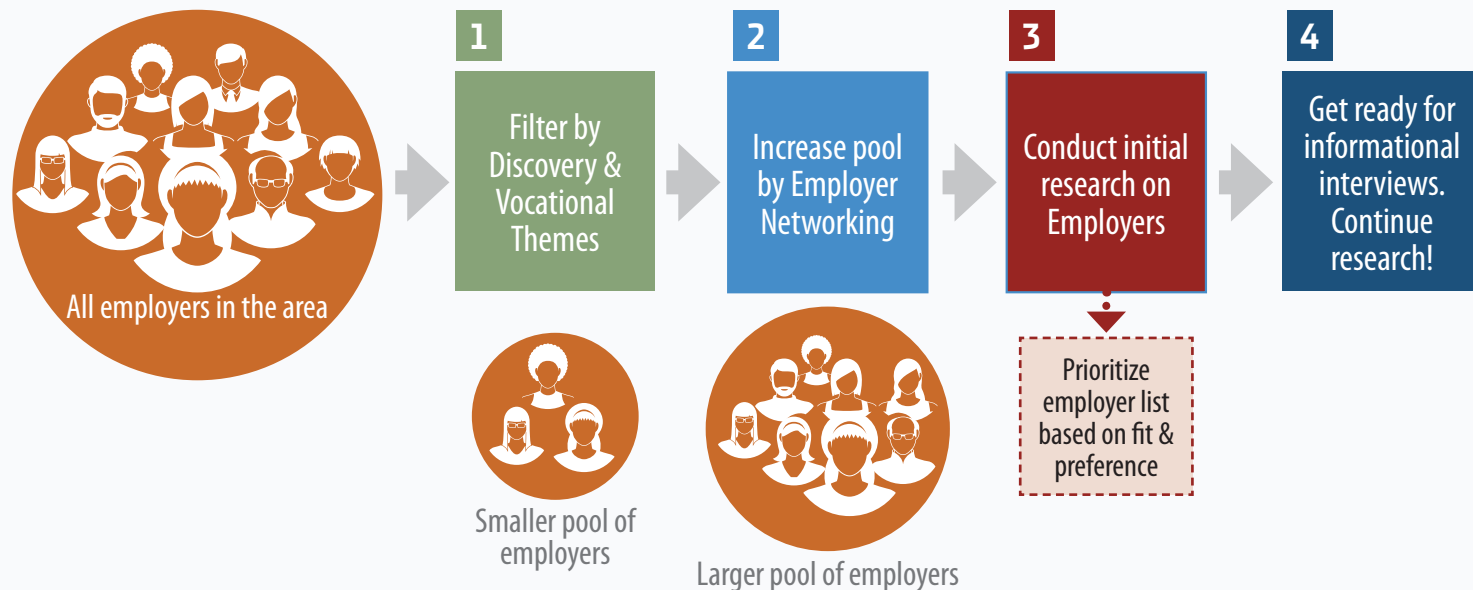 All employers in the area
1
Filter by
Discovery &
Vocational
Themes
Smaller pool of
employers
2
Increase pool
by Employer
Networking
Larger pool of employers
3
Conduct initial
research on
Employers
Prioritize
employer list
based on fit &
preference
4
Get ready for
informational
interviews.
Continue
research!